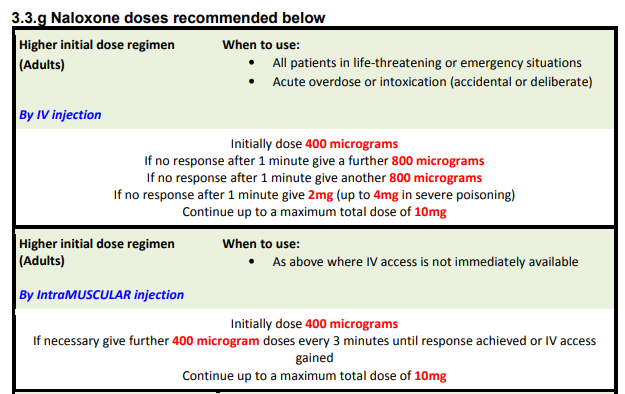 3.3.g Naloxone doses recommended below
Higher initial dose regimen
(Adults)
By IV injection
When to use:
• All patients in life-threatening or emergency situations
• Acute overdose or intoxication (accidental or deliberate)
Initially dose 400 micrograms
If no response after 1 minute give a further 800 micrograms
If no response after 1 minute give another 800 micrograms
If no response after 1 minute give 2mg (up to 4mg in severe poisoning)
Continue up to a maximum total dose of 10mg
Higher initial dose regimen
(Adults)
By IntraMUSCULAR injection
When to use:
• As above where IV access is not immediately available
Initially dose 400 micrograms
If necessary give further 400 microgram doses every 3 minutes until response achieved or IV access
gained
Continue up to a maximum total dose of 10mg